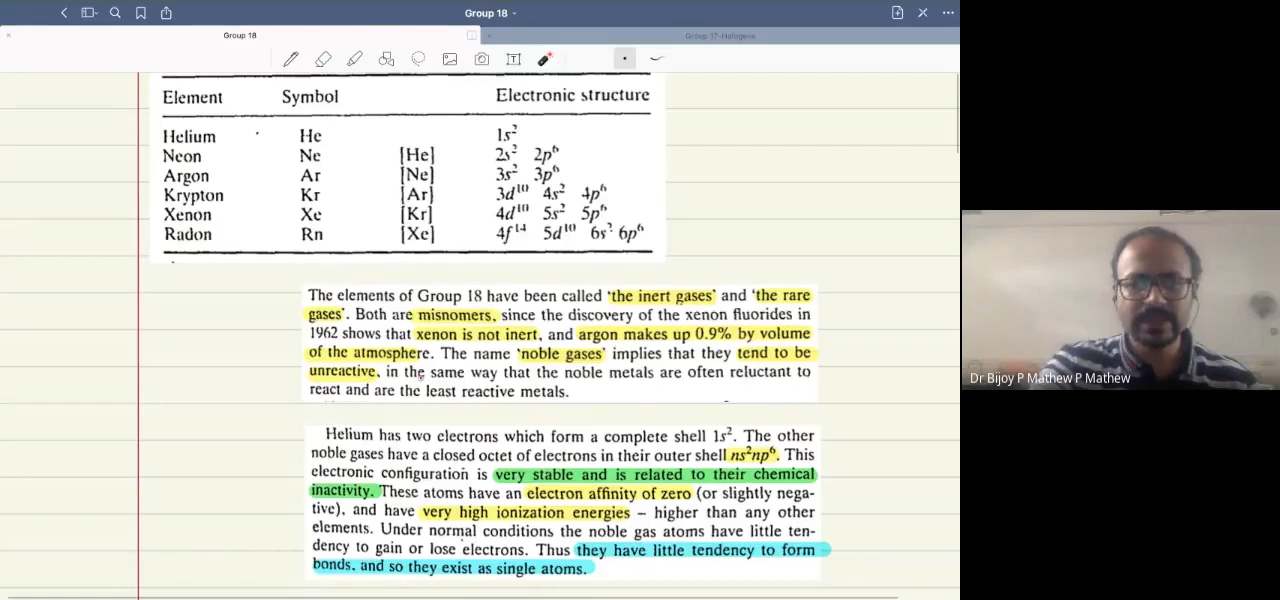 Group 18
Group 18
Group 17-Halogens
Element Symbol Electronic structure
Helium He 1s²
Neon Ne [He] 2s² 2p⁶
Argon Ar [Ne] 3s² 3p⁶
Krypton Kr [Ar] 3d¹⁰ 4s² 4p⁶
Xenon Xe [Kr] 4d¹⁰ 5s² 5p⁶
Radon Rn [Xe] 4f¹⁴ 5d¹⁰ 6s² 6p⁶
The elements of Group 18 have been called 'the inert gases' and 'the rare
gases'. Both are misnomers, since the discovery of the xenon fluorides in
1962 shows that xenon is not inert, and argon makes up 0.9% by volume
of the atmosphere. The name 'noble gases' implies that they tend to be
unreactive, in the same way that the noble metals are often reluctant to
react and are the least reactive metals.
Helium has two electrons which form a complete shell 1s². The other
noble gases have a closed octet of electrons in their outer shell ns²np⁶. This
electronic configuration is very stable and is related to their chemical
inactivity. These atoms have an electron affinity of zero (or slightly nega-
tive), and have very high ionization energies – higher than any other
elements. Under normal conditions the noble gas atoms have little ten-
dency to gain or lose electrons. Thus they have little tendency to form
bonds, and so they exist as single atoms.
Dr Bijoy P Mathew P Mathew